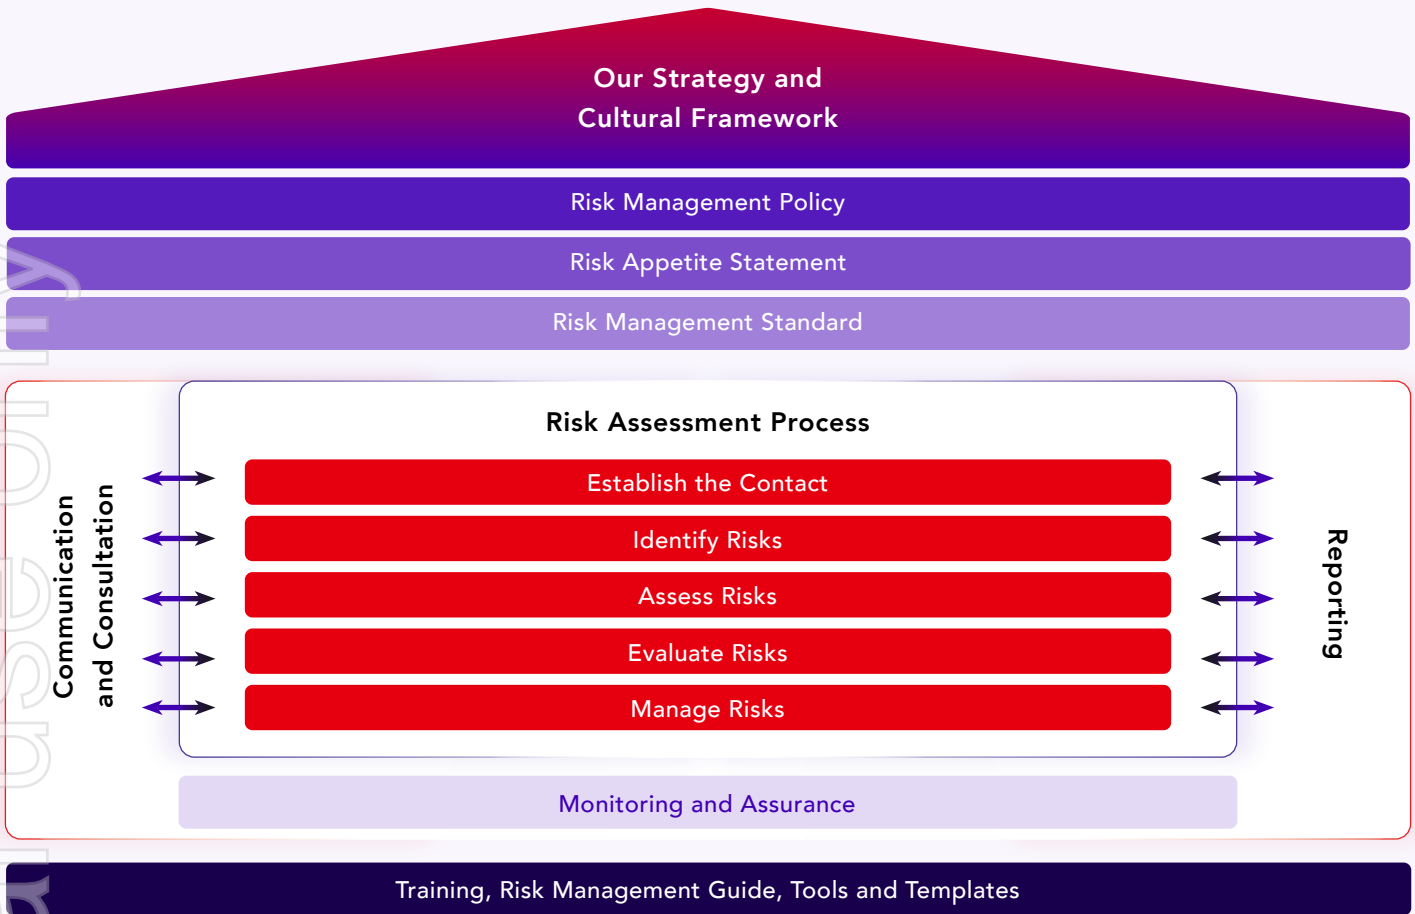 Our Strategy and
Cultural Framework
Risk Management Policy
Risk Appetite Statement
Risk Management Standard
Risk Assessment Process
Communication
and Consultation
Establish the Contact
Identify Risks
Assess Risks
Evaluate Risks
Manage Risks
Reporting
Monitoring and Assurance
Training, Risk Management Guide, Tools and Templates
use only